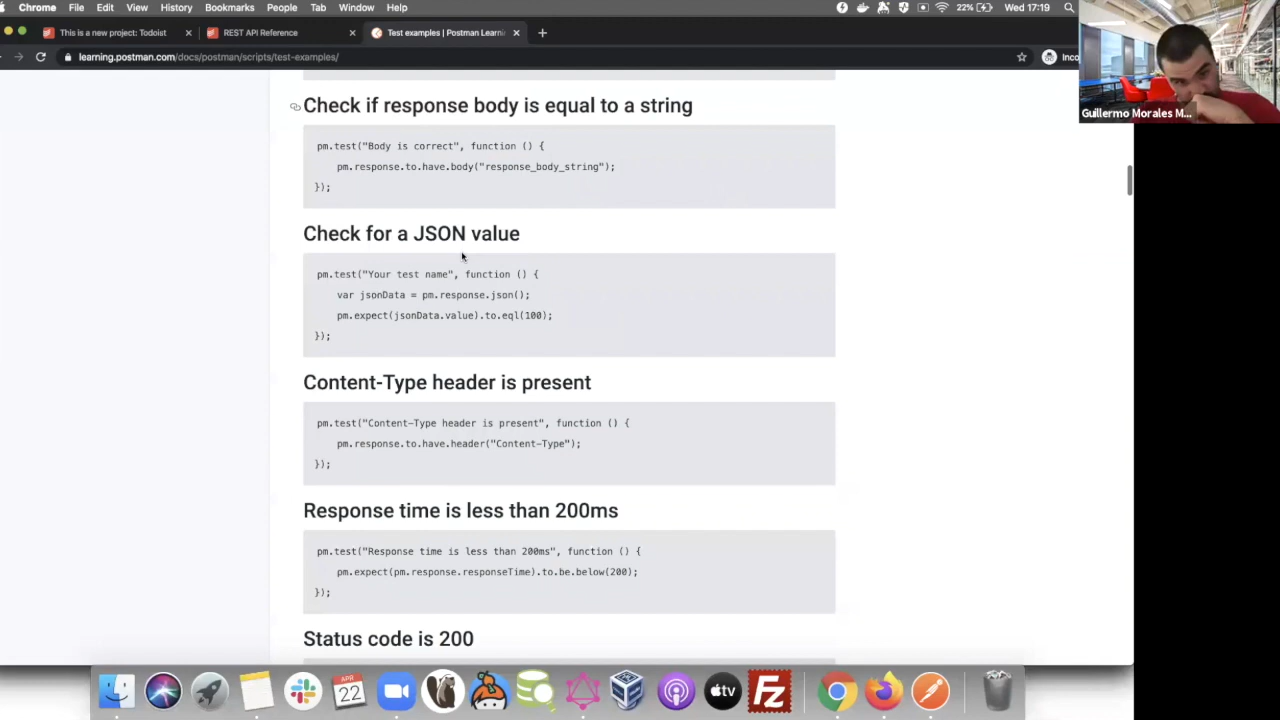 Chrome File Edit View History Bookmarks People Tab Window Help 22% Wed 17:19
This is a new project: Todoist REST API Reference Test examples | Postman Learni
learning.postman.com/docs/postman/scripts/test-examples/ Inco
Guillermo Morales M...
Check if response body is equal to a string
pm.test("Body is correct", function () {
pm.response.to.have.body("response_body_string");
});
Check for a JSON value
pm.test("Your test name", function () {
var jsonData = pm.response.json();
pm.expect(jsonData.value).to.eql(100);
});
Content-Type header is present
pm.test("Content-Type header is present", function () {
pm.response.to.have.header("Content-Type");
});
Response time is less than 200ms
pm.test("Response time is less than 200ms", function () {
pm.expect(pm.response.responseTime).to.be.below(200);
});
Status code is 200
APR
22
tv
FZ